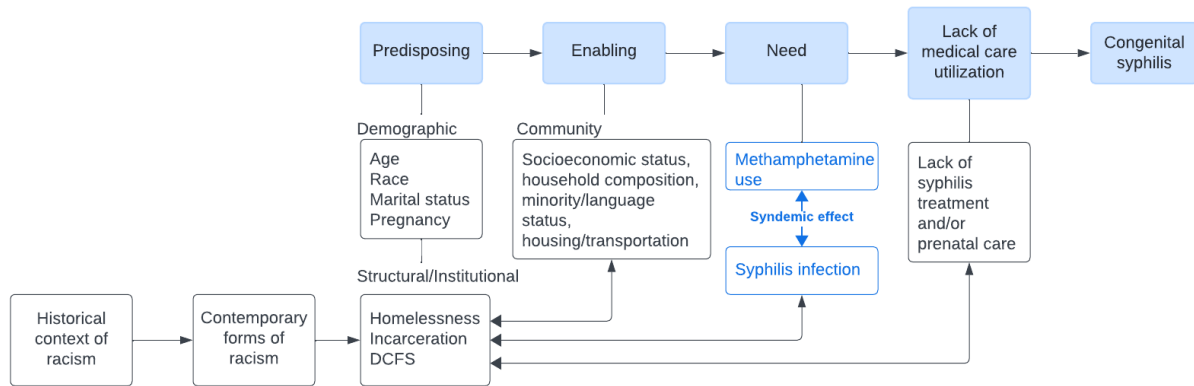 Predisposing
Enabling
Need
Lack of
medical care
utilization
Congenital
syphilis
Demographic
Age
Race
Marital status
Pregnancy
Community
Socioeconomic status,
household composition,
minority/language
status,
housing/transportation
Methamphetamine
use
Syndemic effect
Syphilis infection
Lack of
syphilis
treatment
and/or
prenatal care
Structural/Institutional
Historical
context of
racism
Contemporary
forms of
racism
Homelessness
Incarceration
DCFS